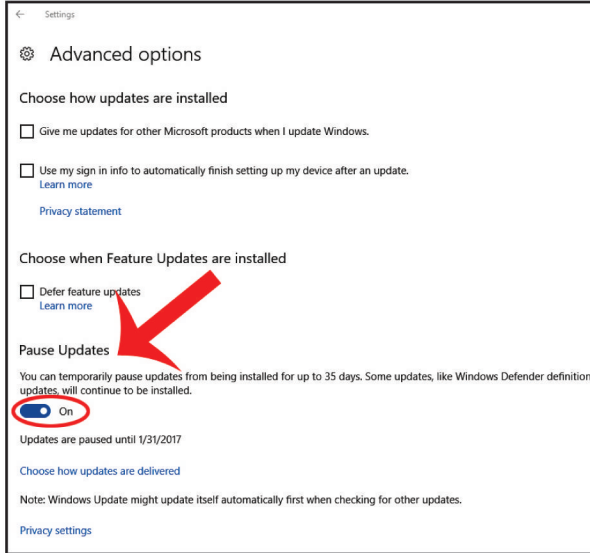 Settings
Advanced options
Choose how updates are installed
Give me updates for other Microsoft products when I update Windows.
Use my sign in info to automatically finish setting up my device after an update.
Learn more
Privacy statement
Choose when Feature Updates are installed
Defer feature updates
Learn more
Pause Updates
You can temporarily pause updates from being installed for up to 35 days. Some updates, like Windows Defender definition
updates, will continue to be installed.
On
Updates are paused until 1/31/2017
Choose how updates are delivered
Note: Windows Update might update itself automatically first when checking for other updates.
Privacy settings